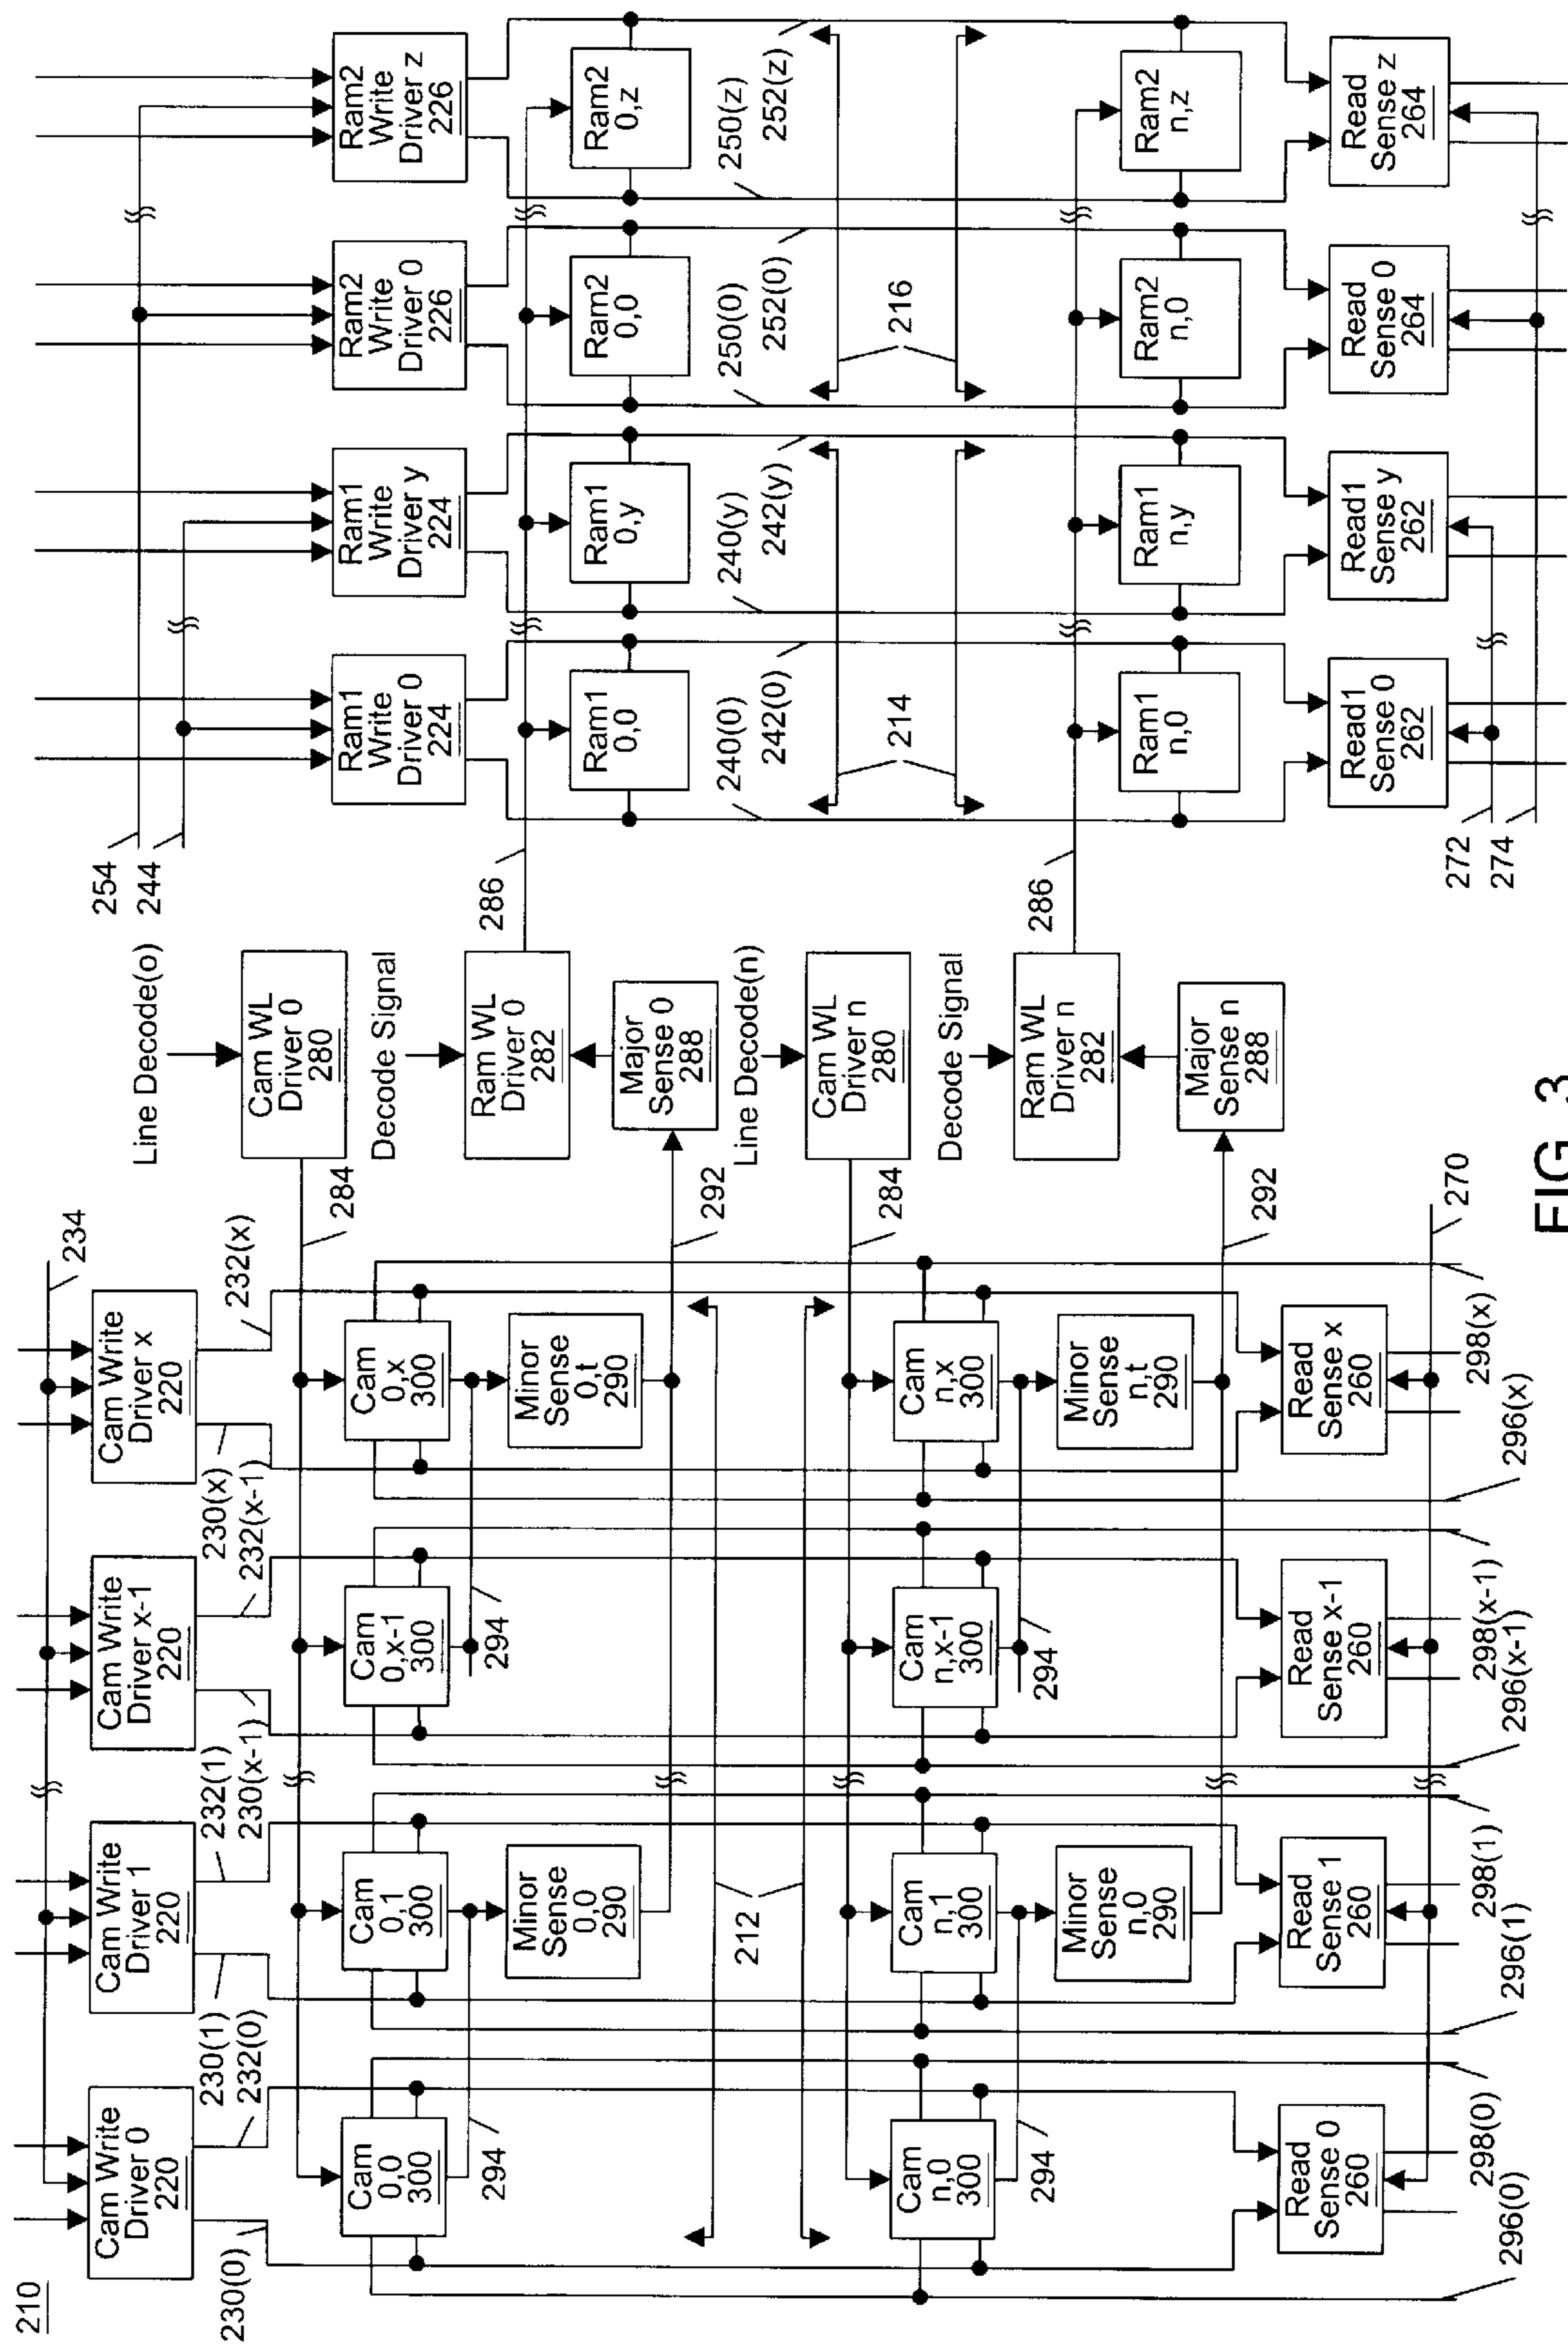 210
Cam Write
Driver 0
220
Cam Write
Driver 1
220
Cam Write
Driver x-1
220
Cam Write
Driver x
220
234
230(0)
230(1)
232(0)
232(1)
230(x-1)
230(x)
232(x-1)
232(x)
Line Decode(o)
Cam WL
Driver 0
280
284
Cam
0,0
300
Cam
0,1
300
Cam
0,x-1
300
Cam
0,x
300
294
294
Minor
Sense
0,0
290
Minor
Sense
0,t
290
292
Decode Signal
Ram WL
Driver 0
282
286
Major
Sense 0
288
212
Line Decode(n)
Cam WL
Driver n
280
284
Cam
n,0
300
Cam
n,1
300
Cam
n,x-1
300
Cam
n,x
300
294
294
Minor
Sense
n,0
290
Minor
Sense
n,t
290
292
Decode Signal
Ram WL
Driver n
282
286
Major
Sense n
288
Read
Sense 0
260
Read
Sense 1
260
Read
Sense x-1
260
Read
Sense x
260
270
298(0)
296(0)
298(1)
296(1)
298(x-1)
296(x-1)
298(x)
296(x)
254
244
Ram1
Write
Driver 0
224
Ram1
Write
Driver y
224
Ram2
Write
Driver 0
226
Ram2
Write
Driver z
226
Ram1
0,0
Ram1
0,y
Ram2
0,0
Ram2
0,z
240(0)
242(0)
240(y)
242(y)
250(0)
252(0)
250(z)
252(z)
214
216
Ram1
n,0
Ram1
n,y
Ram2
n,0
Ram2
n,z
Read1
Sense 0
262
Read1
Sense y
262
Read
Sense 0
264
Read
Sense z
264
272
274
FIG. 3